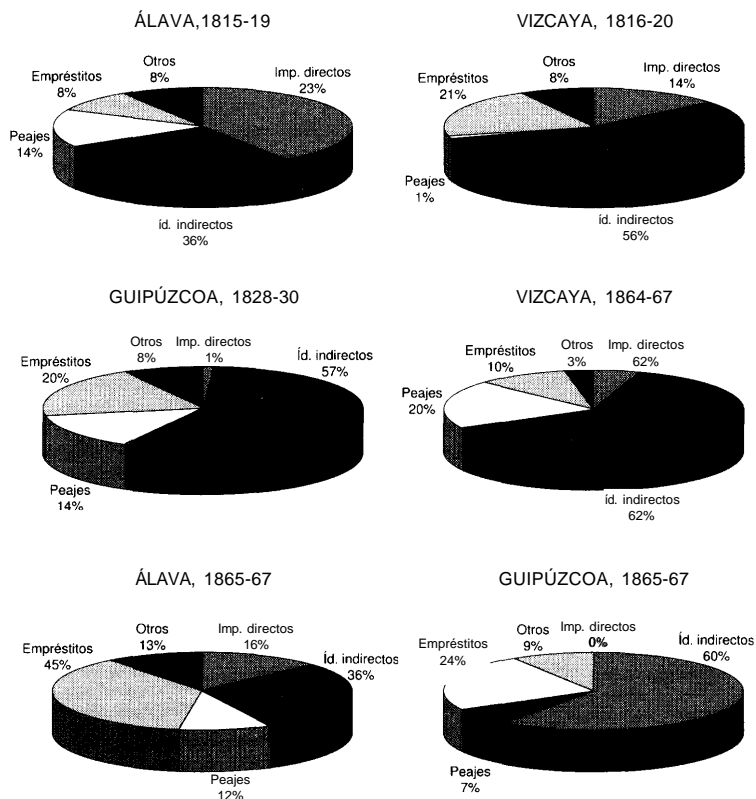 ÁLAVA,1815-19
Otros
8%
Imp. directos
23%
Empréstitos
8%
Peajes
14%
íd. indirectos
36%
VIZCAYA, 1816-20
Otros
8%
Imp. directos
14%
Empréstitos
21%
Peajes
1%
íd. indirectos
56%
GUIPÚZCOA, 1828-30
Otros
8%
Imp. directos
1%
Íd. indirectos
57%
Empréstitos
20%
Peajes
14%
VIZCAYA, 1864-67
Otros
3%
Imp. directos
62%
Empréstitos
10%
Peajes
20%
íd. indirectos
62%
ÁLAVA, 1865-67
Otros
13%
Imp. directos
16%
Empréstitos
45%
Íd. indirectos
36%
Peajes
12%
GUIPÚZCOA, 1865-67
Otros
9%
Imp. directos
0%
Empréstitos
24%
Íd. indirectos
60%
Peajes
7%